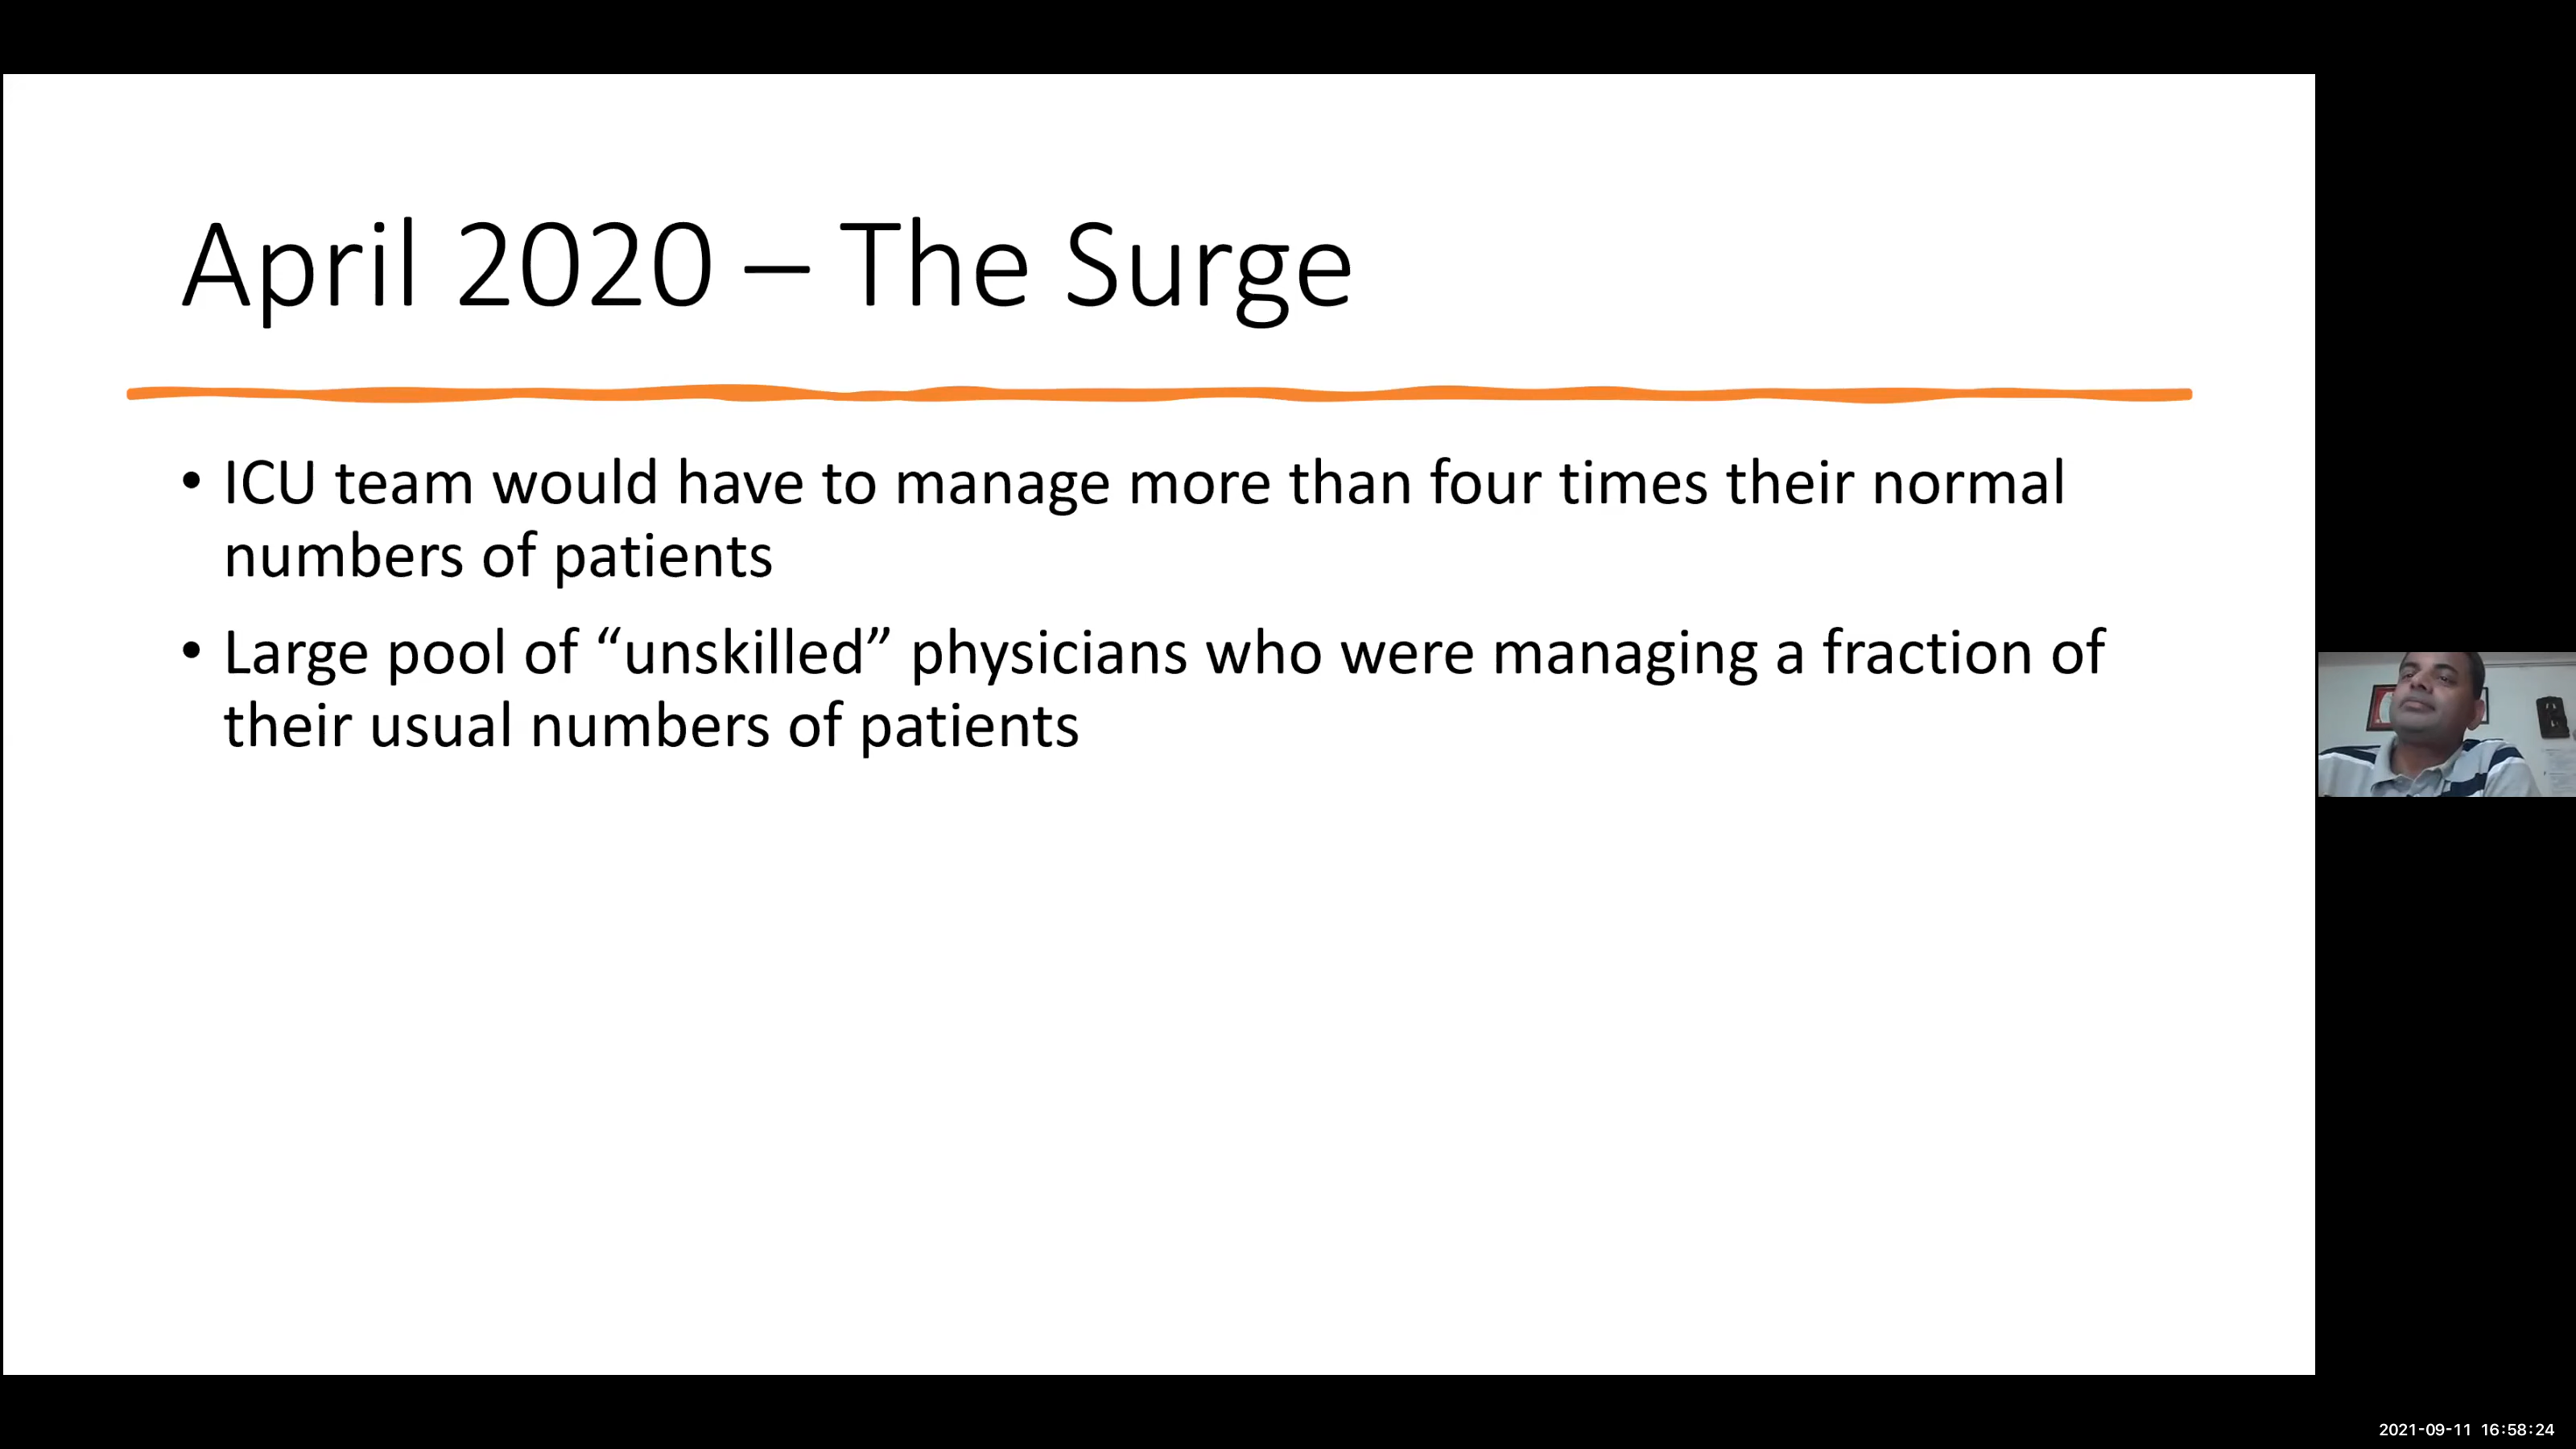 April 2020 – The Surge
• ICU team would have to manage more than four times their normal
numbers of patients
• Large pool of “unskilled” physicians who were managing a fraction of
their usual numbers of patients
2021-09-11 16:58:24